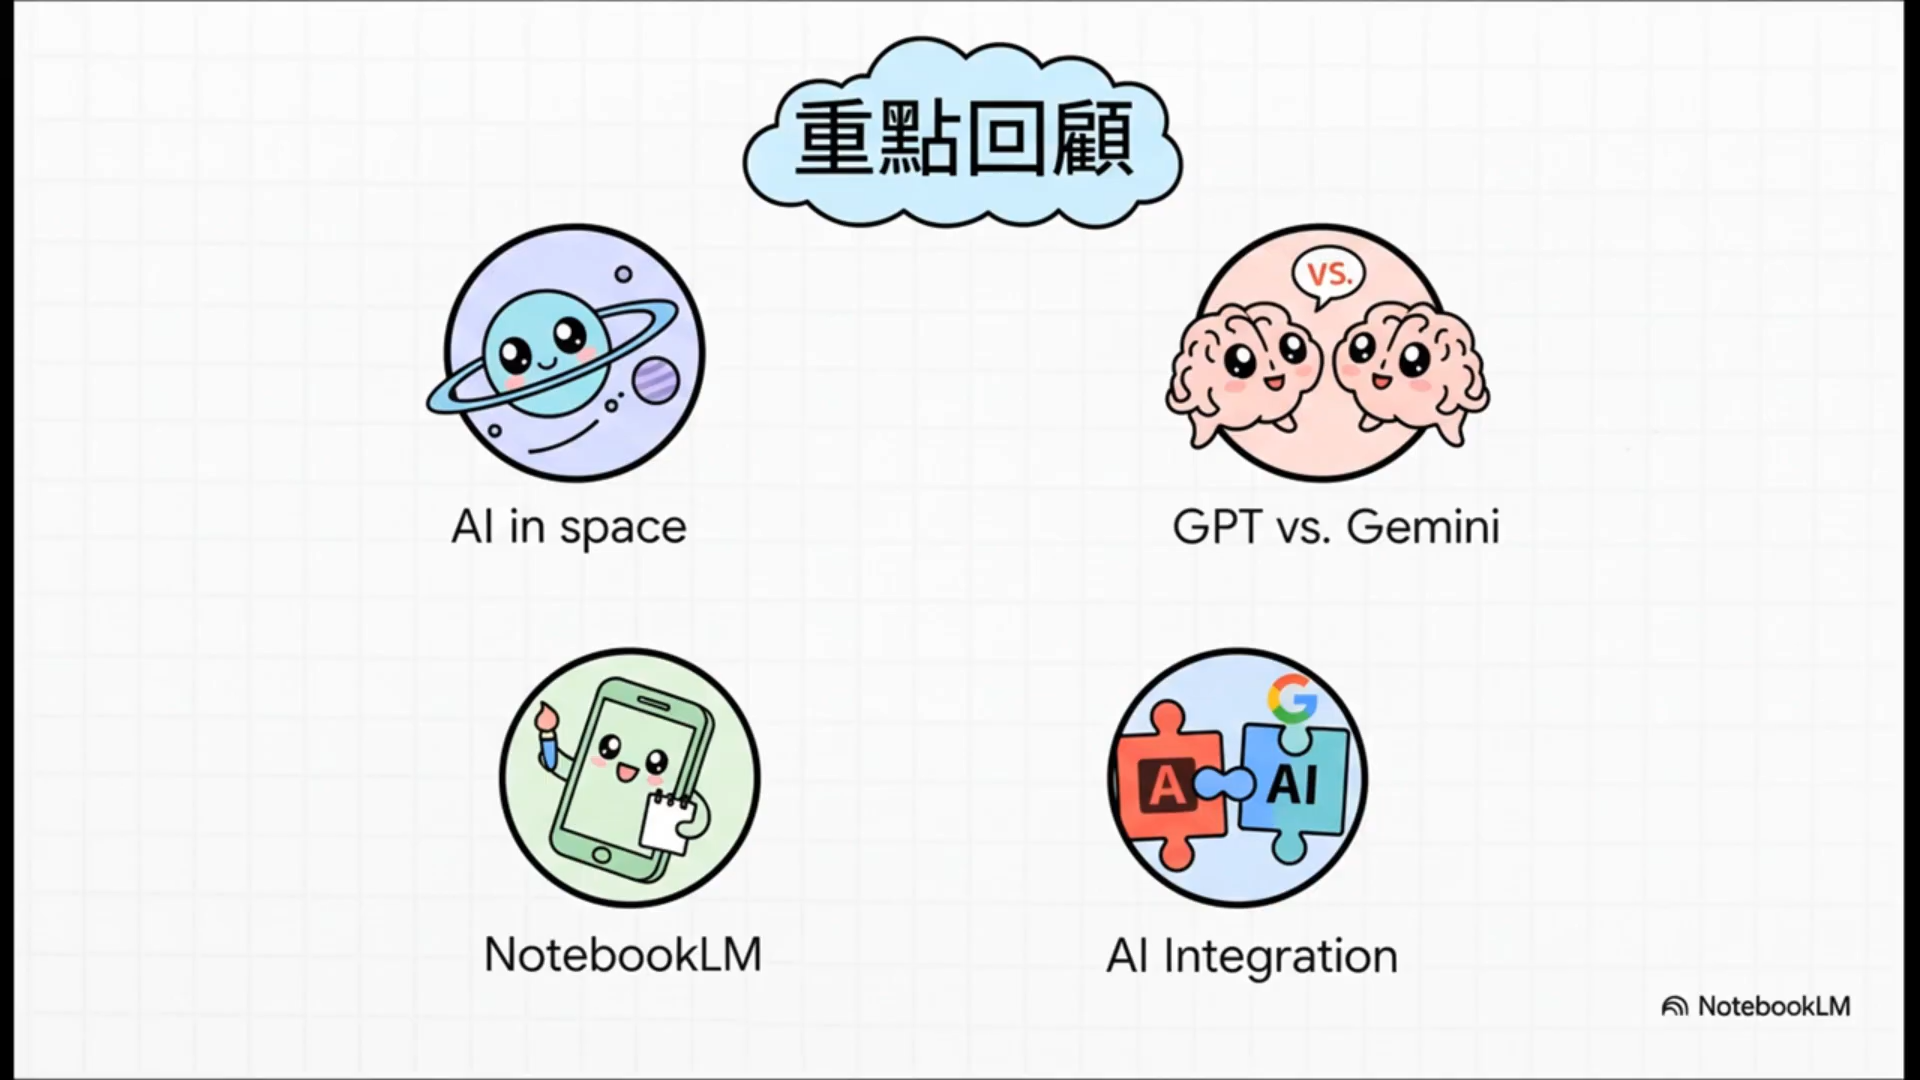 重點回顧
VS.
AI in space
GPT vs. Gemini
G
A
AI
NotebookLM
AI Integration
NotebookLM